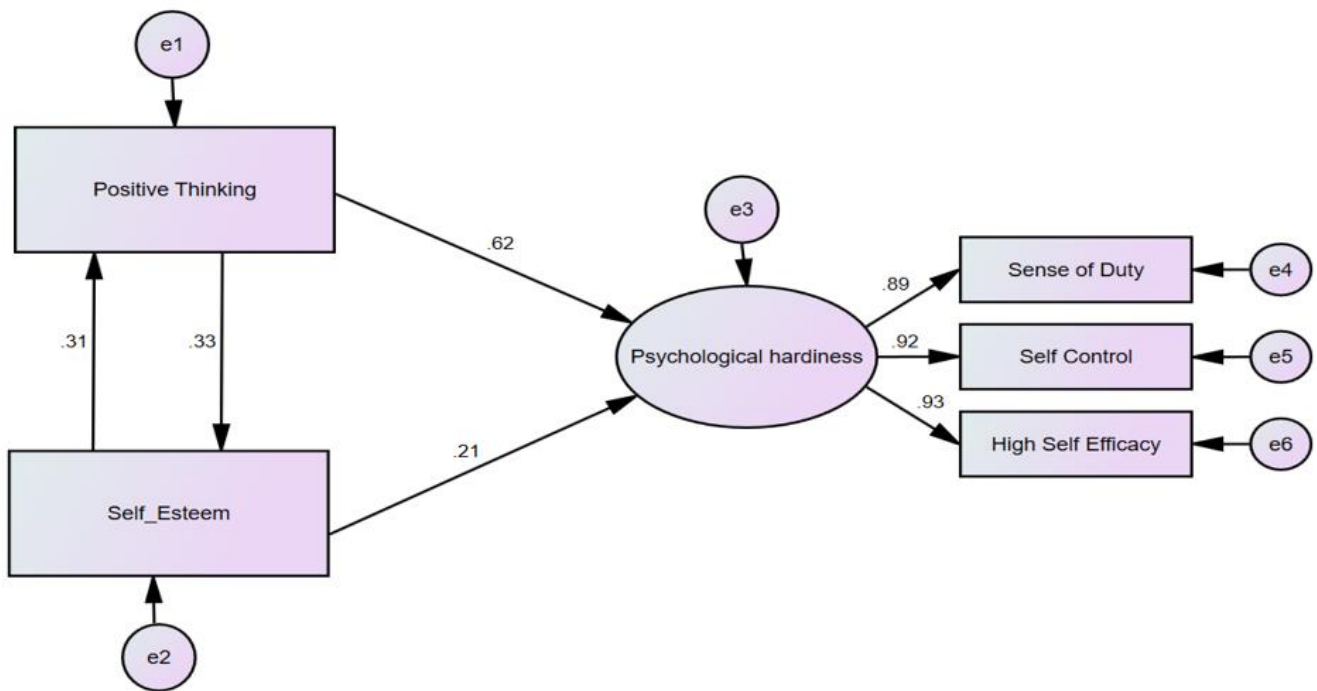 e1
Positive Thinking
e3
.62
Sense of Duty
e4
.89
.31
.33
Psychological hardiness
.92
Self Control
e5
.93
High Self Efficacy
e6
.21
Self_Esteem
e2